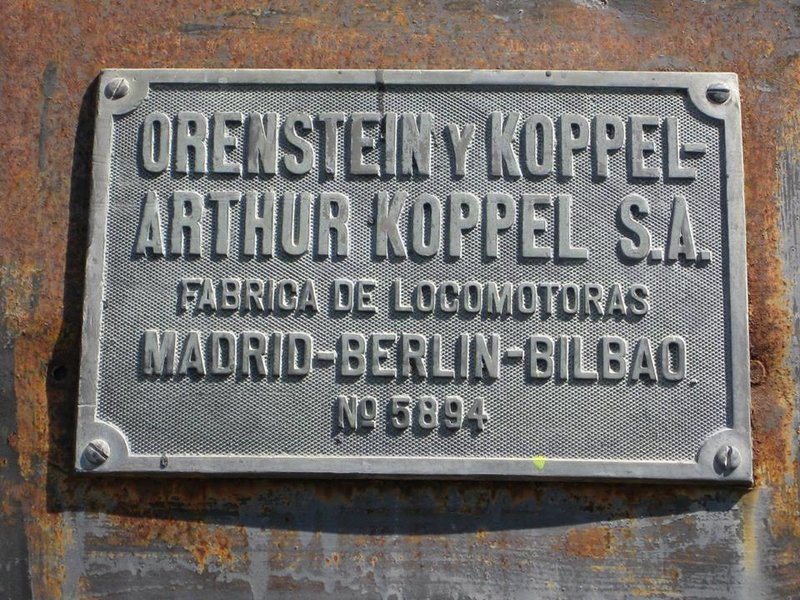 ORENSTEIN Y KOPPEL-
ARTHUR KOPPEL S.A.
FABRICA DE LOCOMOTORAS
MADRID-BERLIN-BILBAO
Nº 5894